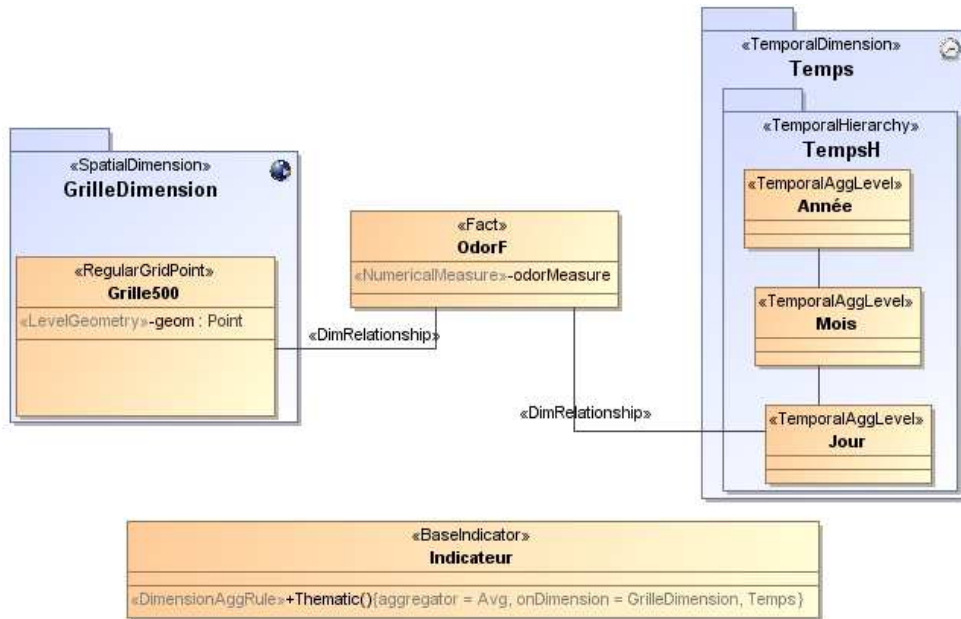 «SpatialDimension»
GrilleDimension
«RegularGridPoint»
Grille500
«LevelGeometry»-geom : Point
«DimRelationship»
«Fact»
OdorF
«NumericalMeasure»-odorMeasure
«DimRelationship»
«TemporalDimension»
Temps
«TemporalHierarchy»
TempsH
«TemporalAggLevel»
Année
«TemporalAggLevel»
Mois
«TemporalAggLevel»
Jour
«BaseIndicator»
Indicateur
«DimensionAggRule»+Thematic(){aggregator = Avg, onDimension = GrilleDimension, Temps}